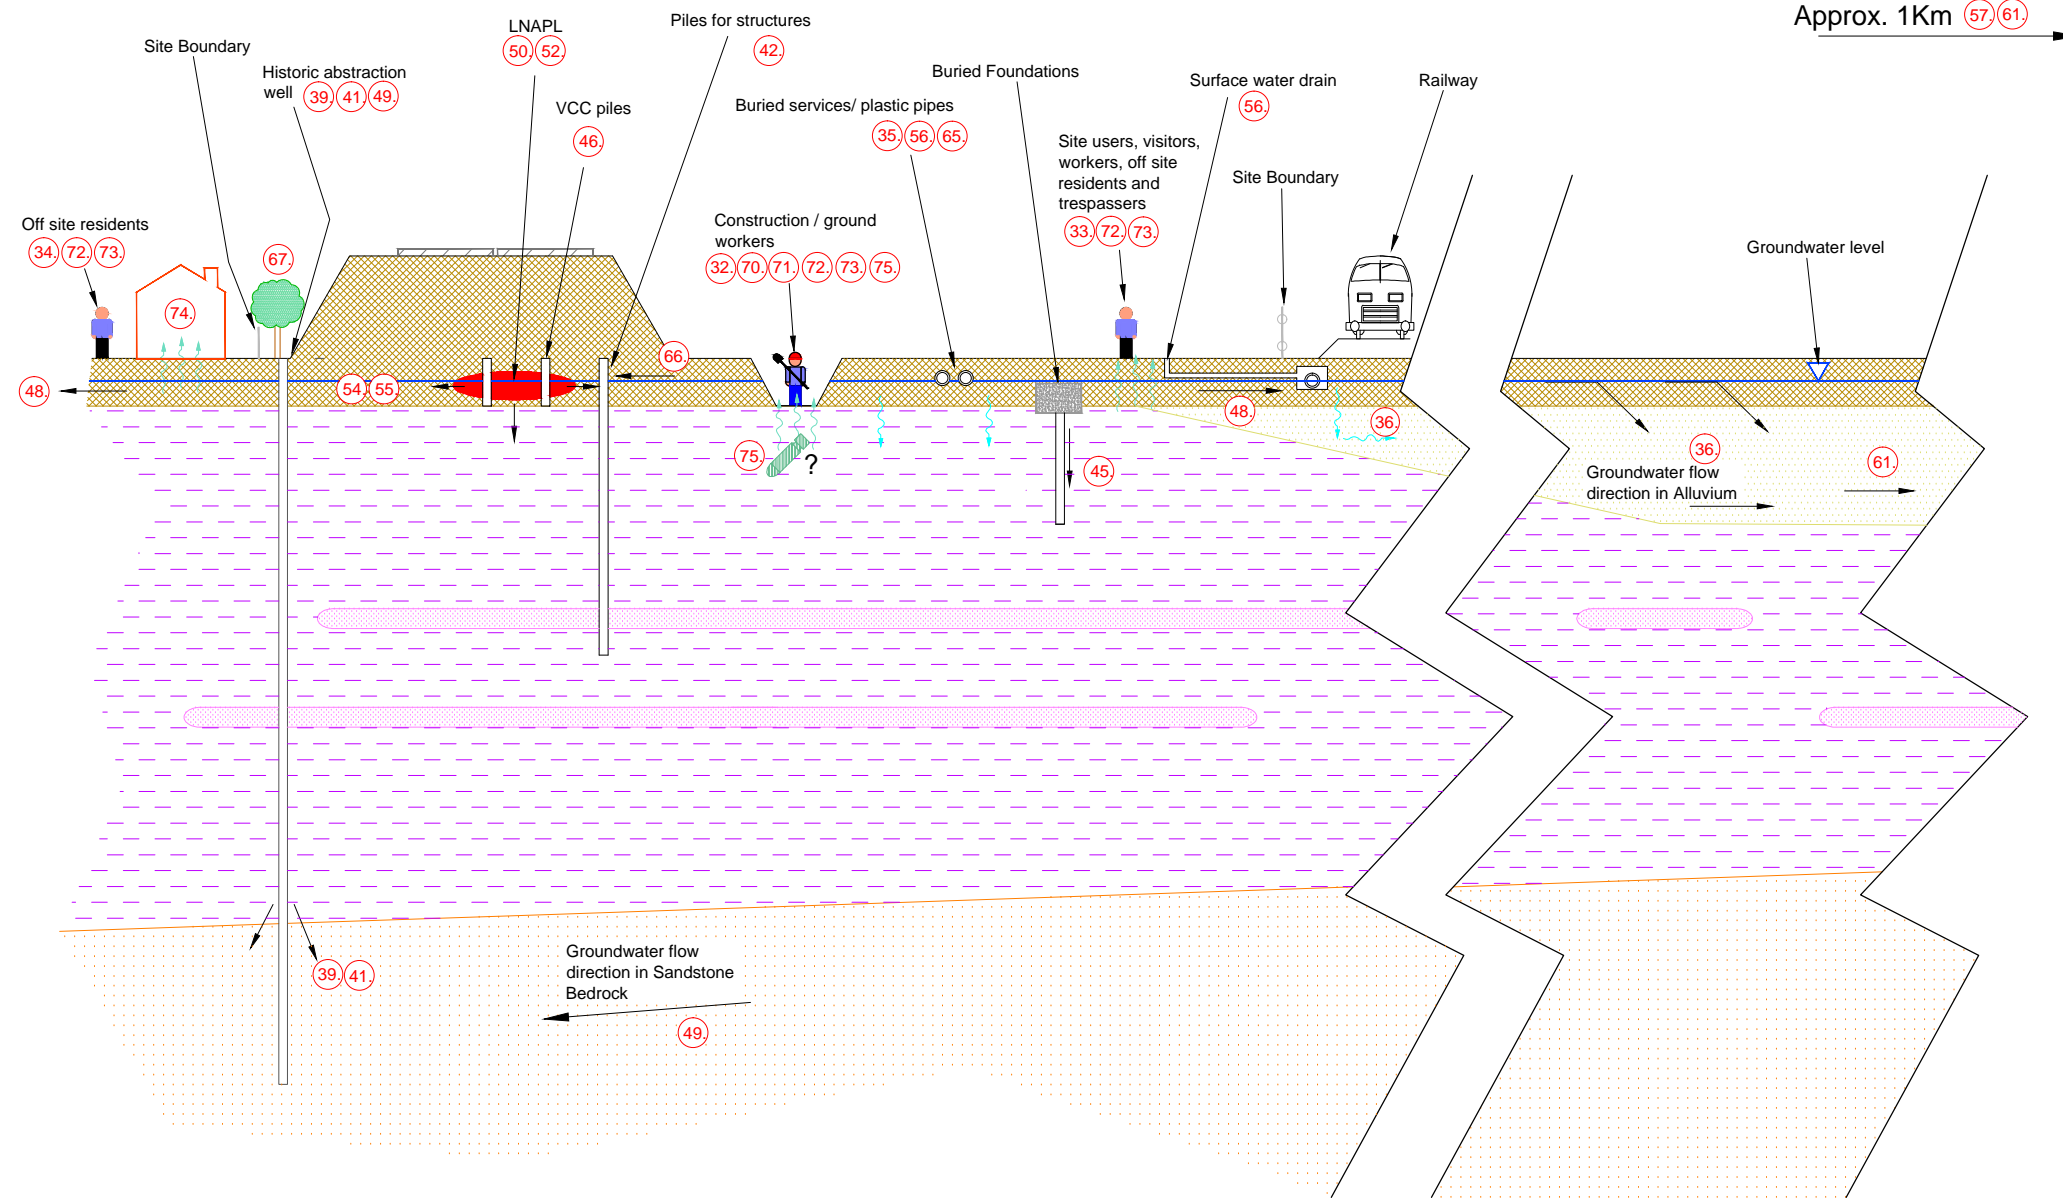 Approx. 1Km 57. 61.
LNAPL
50. 52.
Piles for structures
42.
Site Boundary
Historic abstraction
well 39. 41. 49.
VCC piles
46.
Buried services/ plastic pipes
35. 56. 65.
Buried Foundations
Surface water drain
56.
Railway
Site users, visitors,
workers, off site
residents and
trespassers
33. 72. 73.
Site Boundary
Off site residents
34. 72. 73.
Construction / ground
workers
32. 70. 71. 72. 73. 75.
Groundwater level
67.
74.
66.
48.
54. 55.
48.
36.
75.
?
45.
36.
Groundwater flow
direction in Alluvium
61.
39. 41.
Groundwater flow
direction in Sandstone
Bedrock
49.